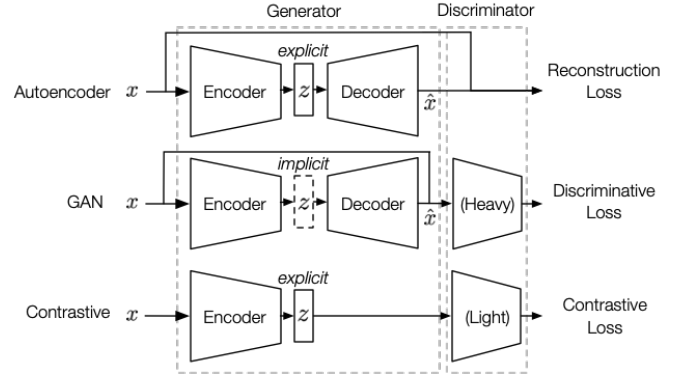 Generator
Discriminator
explicit
Autoencoder x Encoder z Decoder x̂ Reconstruction
Loss
implicit
GAN x Encoder z Decoder x̂ (Heavy) Discriminative
Loss
explicit
Contrastive x Encoder z (Light) Contrastive
Loss